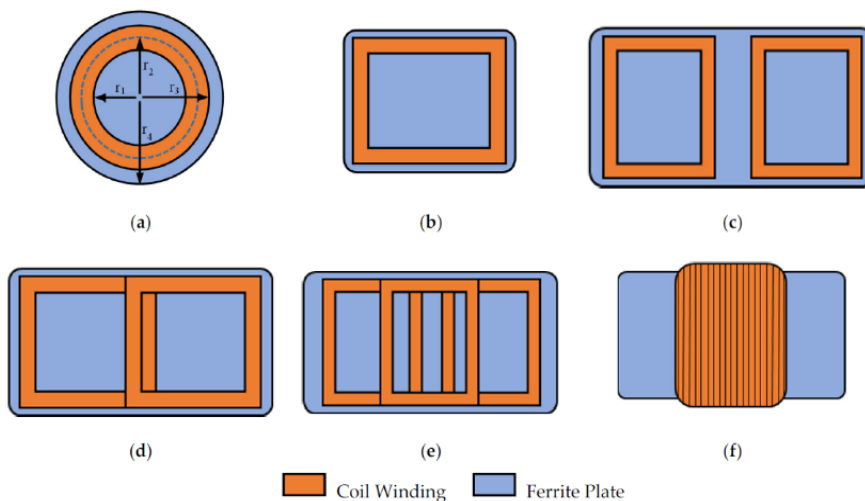 r₂
r₁
r₃
r₄
(a)
(b)
(c)
(d)
(e)
(f)
Coil Winding
Ferrite Plate